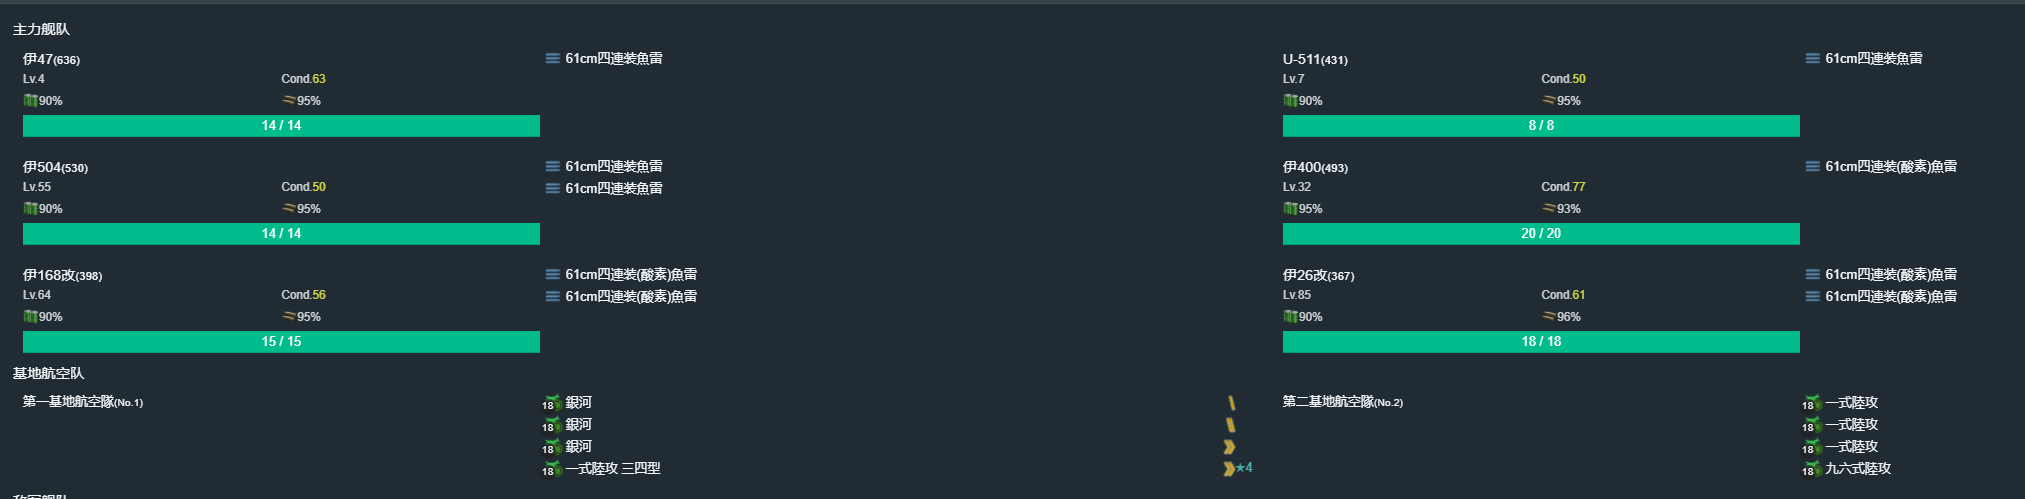 主力舰队
伊47(636)
Lv.4 Cond.63
90% 95%
14 / 14
61cm四連装魚雷
U-511(431)
Lv.7 Cond.50
90% 95%
8 / 8
61cm四連装魚雷
伊504(530)
Lv.55 Cond.50
90% 95%
14 / 14
61cm四連装魚雷
61cm四連装魚雷
伊400(493)
Lv.32 Cond.77
95% 93%
20 / 20
61cm四連装(酸素)魚雷
伊168改(398)
Lv.64 Cond.56
90% 95%
15 / 15
61cm四連装(酸素)魚雷
61cm四連装(酸素)魚雷
伊26改(367)
Lv.85 Cond.61
90% 96%
18 / 18
61cm四連装(酸素)魚雷
61cm四連装(酸素)魚雷
基地航空队
第一基地航空隊(No.1)
18 銀河
18 銀河
18 銀河
18 一式陸攻 三四型 ★4
第二基地航空隊(No.2)
18 一式陸攻
18 一式陸攻
18 一式陸攻
18 九六式陸攻